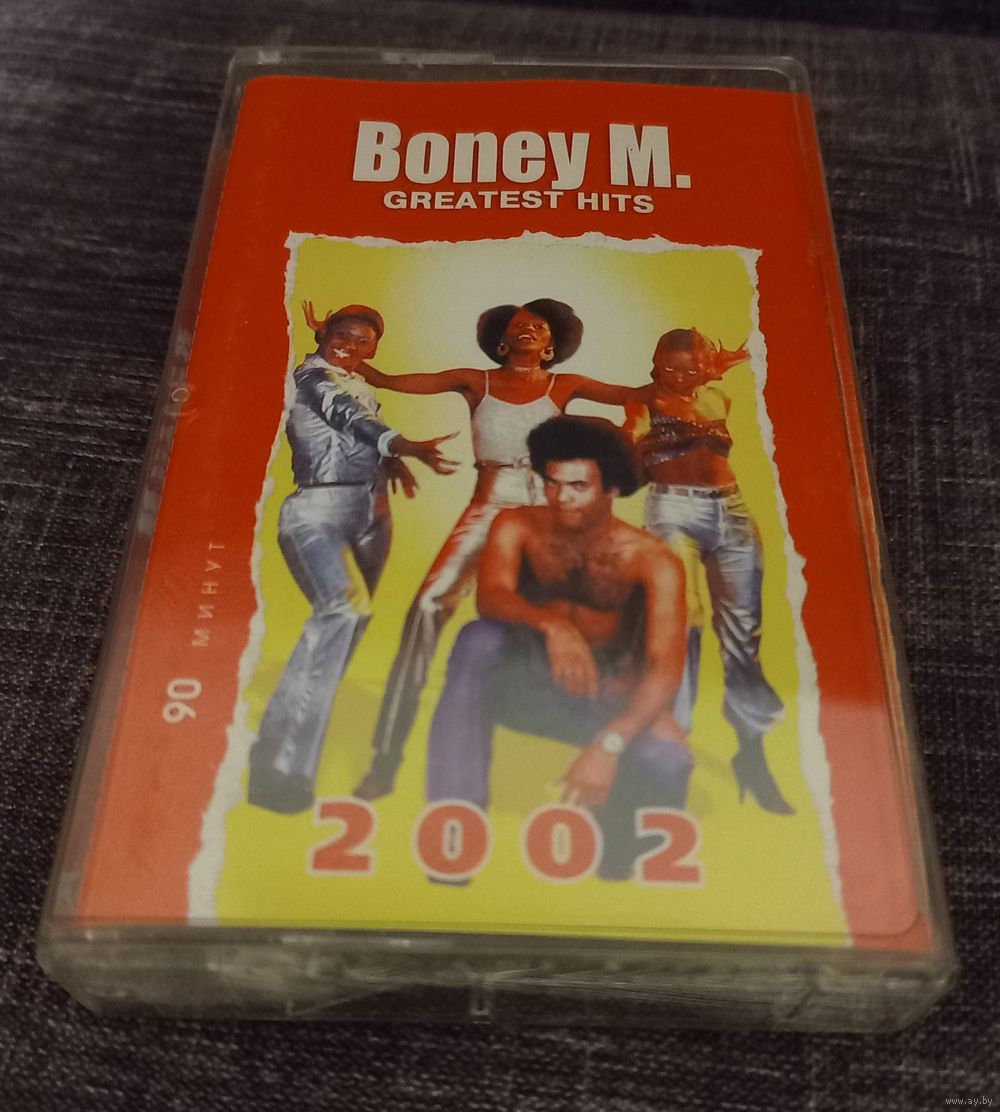 Boney M.
GREATEST HITS
90 МИНУТ
2002
www.ay.by